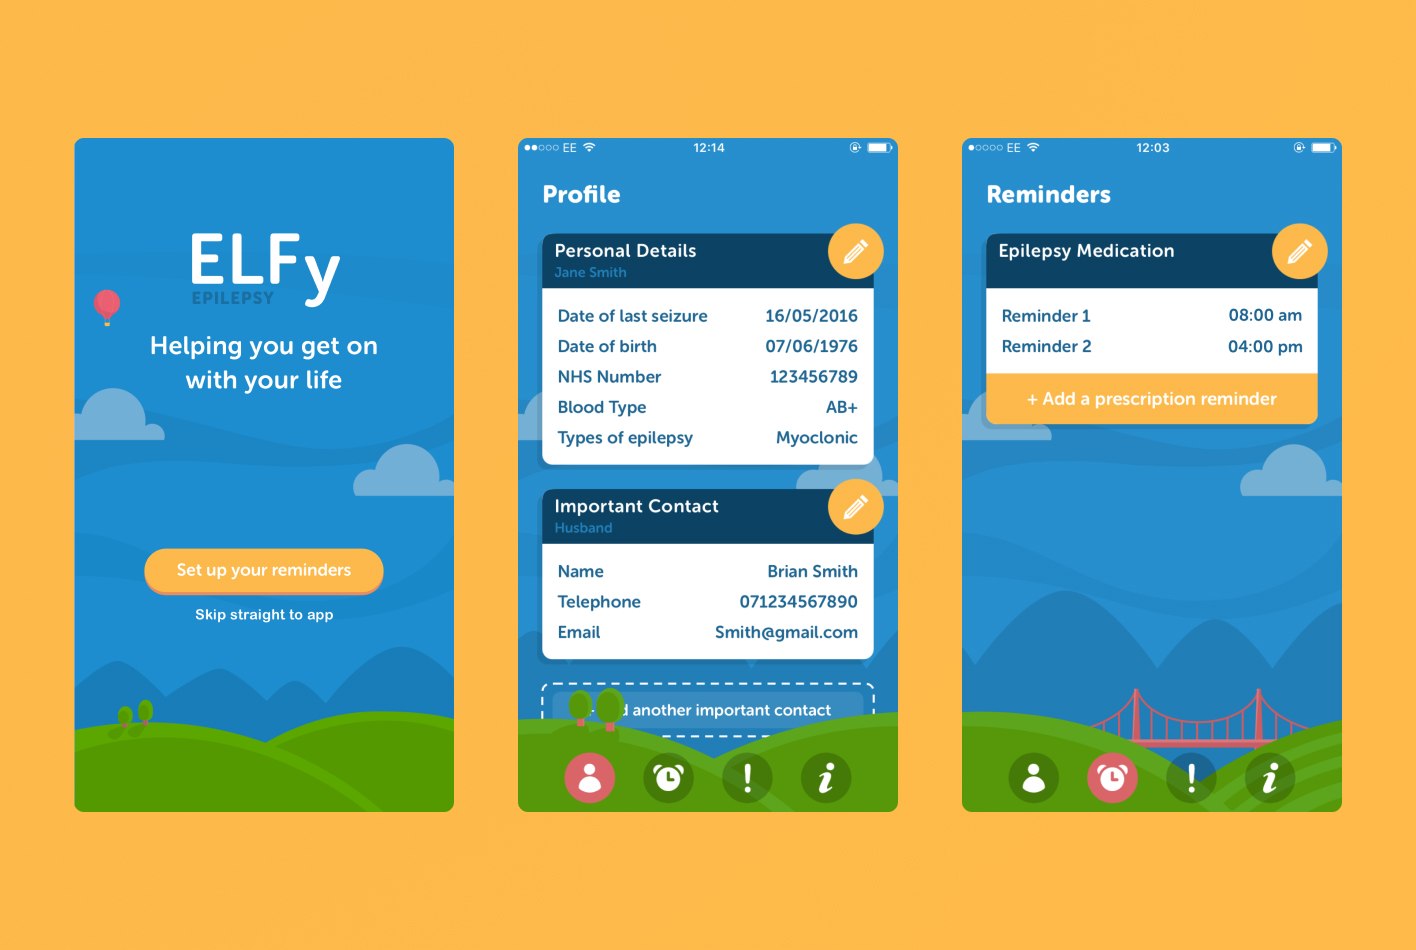 ELFy
EPILEPSY
Helping you get on
with your life
Set up your reminders
Skip straight to app
EE 12:14
Profile
Personal Details
Jane Smith
Date of last seizure 16/05/2016
Date of birth 07/06/1976
NHS Number 123456789
Blood Type AB+
Types of epilepsy Myoclonic
Important Contact
Husband
Name Brian Smith
Telephone 071234567890
Email Smith@gmail.com
another important contact
! i
EE 12:03
Reminders
Epilepsy Medication
Reminder 1 08:00 am
Reminder 2 04:00 pm
+ Add a prescription reminder
! i